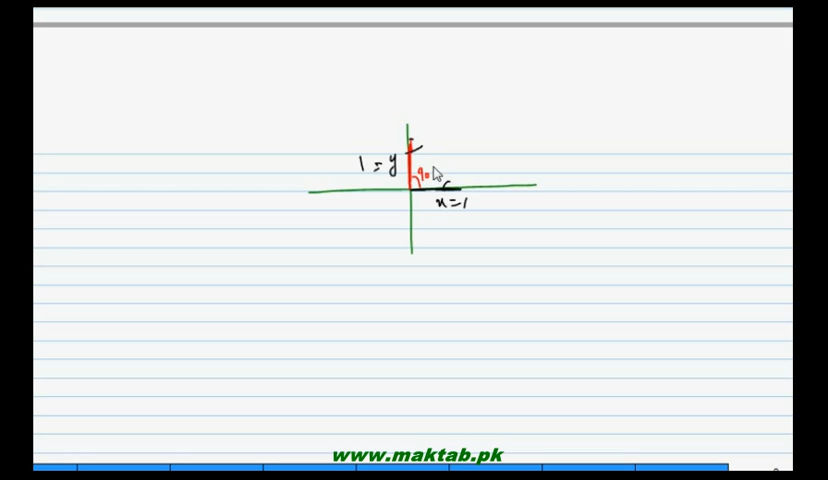 1 = y
90
x = 1
www.maktab.pk